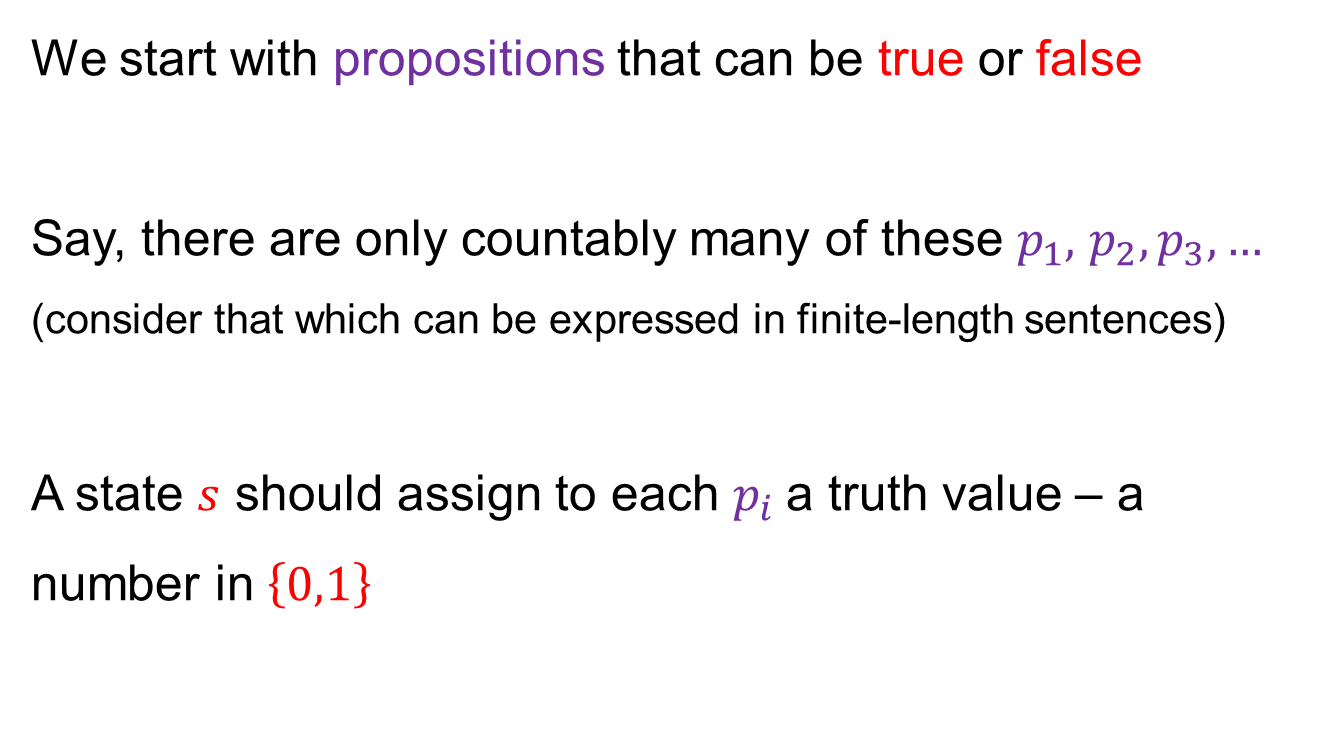 We start with propositions that can be true or false
Say, there are only countably many of these p₁, p₂, p₃, ...
(consider that which can be expressed in finite-length sentences)
A state s should assign to each pᵢ a truth value – a
number in {0,1}